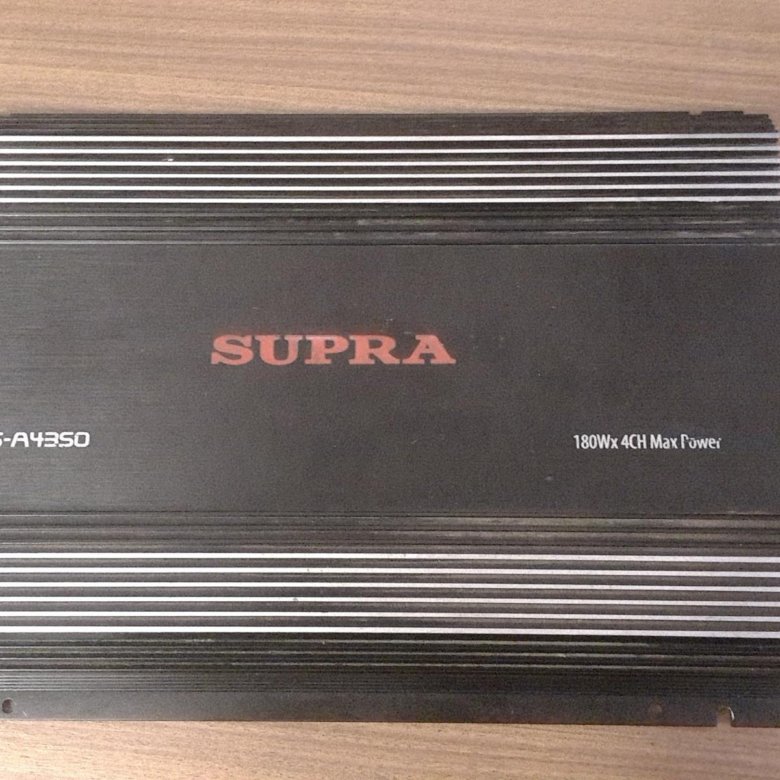 SUPRA
S-A4350
180Wx 4CH Max Power